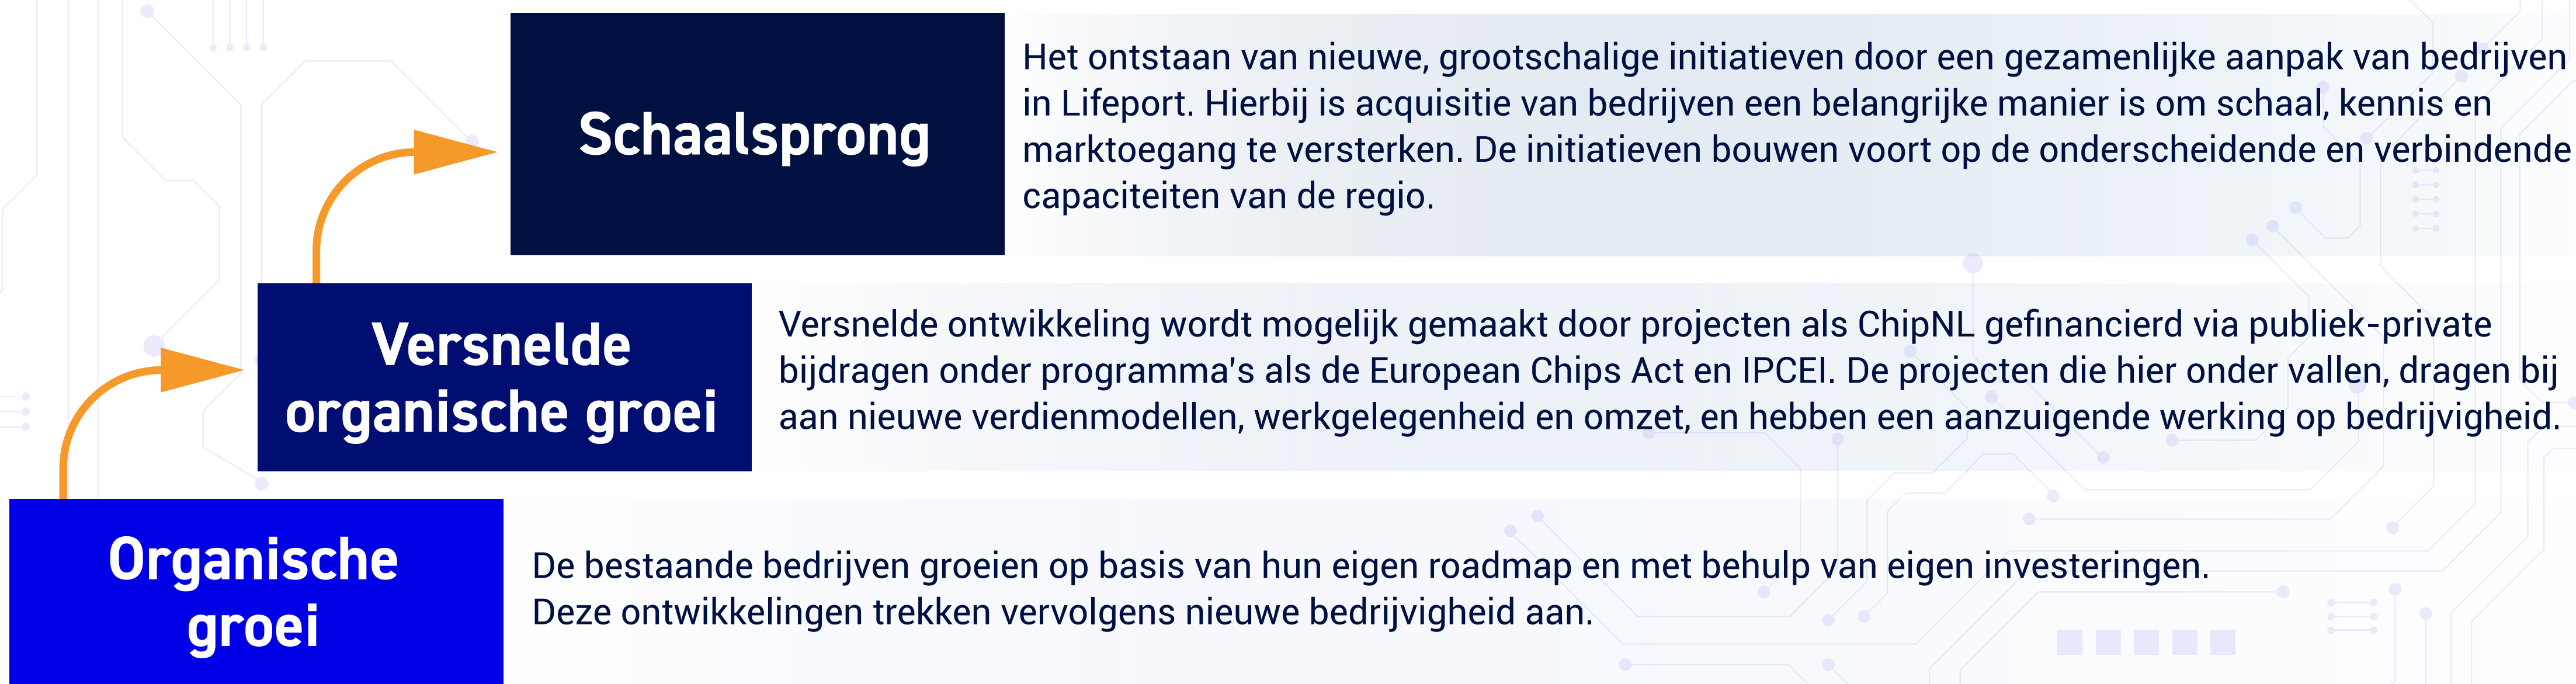 Schaalsprong
Het ontstaan van nieuwe, grootschalige initiatieven door een gezamenlijke aanpak van bedrijven
in Lifeport. Hierbij is acquisitie van bedrijven een belangrijke manier is om schaal, kennis en
marktoegang te versterken. De initiatieven bouwen voort op de onderscheidende en verbindende
capaciteiten van de regio.
Versnelde
organische groei
Versnelde ontwikkeling wordt mogelijk gemaakt door projecten als ChipNL gefinancierd via publiek-private
bijdragen onder programma's als de European Chips Act en IPCEI. De projecten die hier onder vallen, dragen bij
aan nieuwe verdienmodellen, werkgelegenheid en omzet, en hebben een aanzuigende werking op bedrijvigheid.
Organische
groei
De bestaande bedrijven groeien op basis van hun eigen roadmap en met behulp van eigen investeringen.
Deze ontwikkelingen trekken vervolgens nieuwe bedrijvigheid aan.